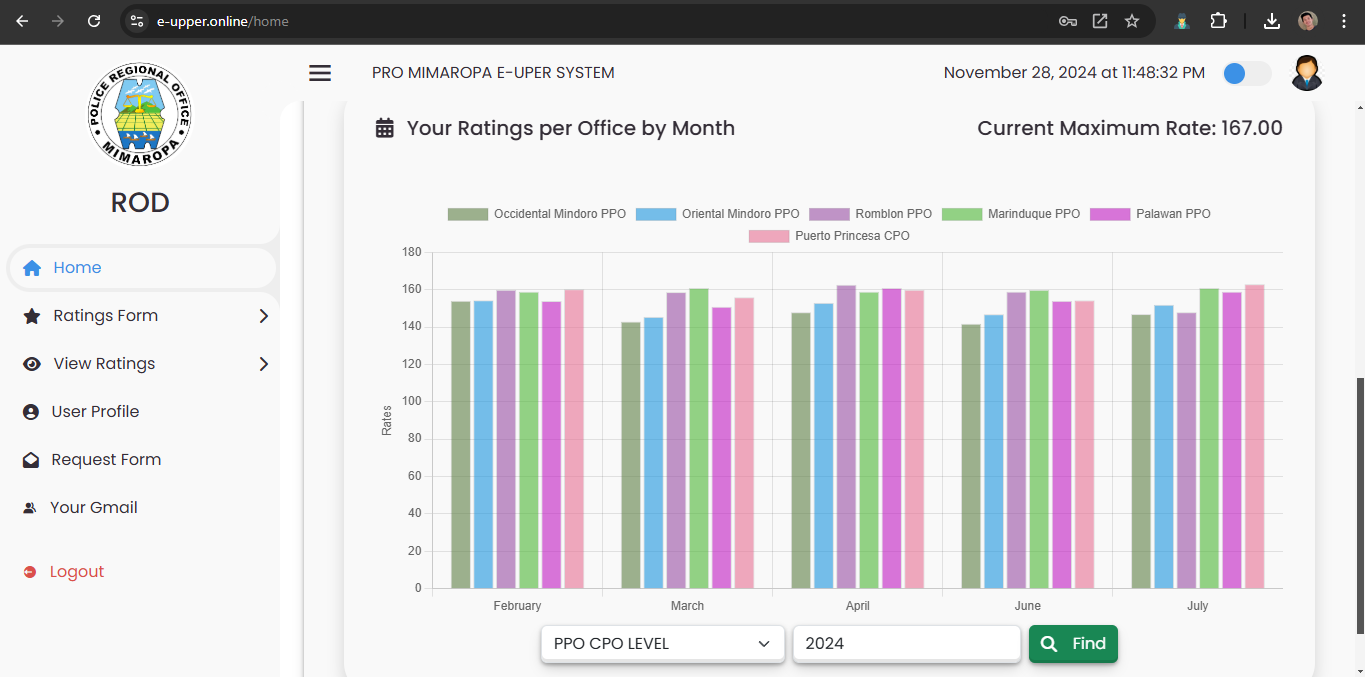 e-upper.online/home
POLICE REGIONAL OFFICE
MIMAROPA
ROD
Home
Ratings Form
View Ratings
User Profile
Request Form
Your Gmail
Logout
PRO MIMAROPA E-UPER SYSTEM
November 28, 2024 at 11:48:32 PM
Your Ratings per Office by Month
Current Maximum Rate: 167.00
Occidental Mindoro PPO Oriental Mindoro PPO Romblon PPO Marinduque PPO Palawan PPO
Puerto Princesa CPO
Rates
180
160
140
120
100
80
60
40
20
0
February March April June July
PPO CPO LEVEL 2024 Find